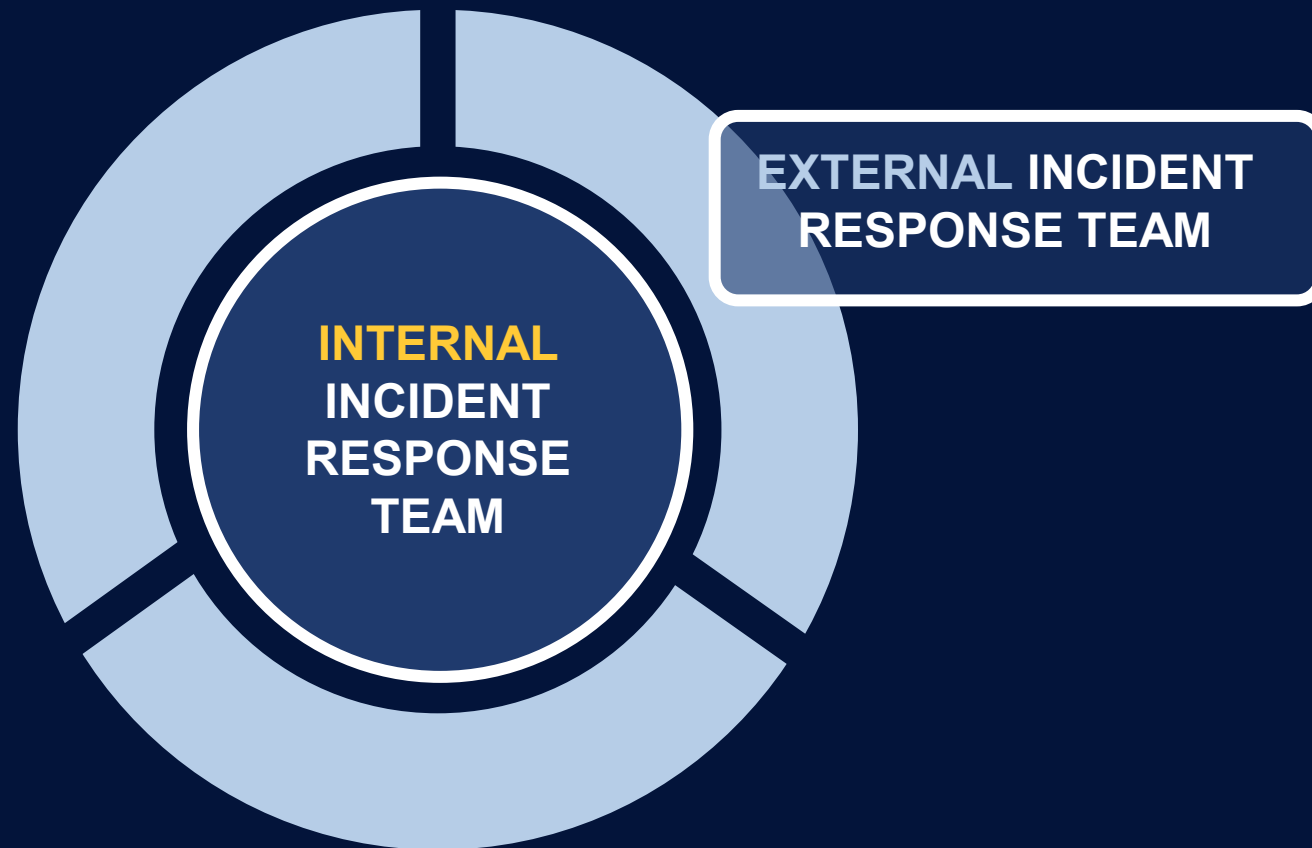 EXTERNAL INCIDENT
RESPONSE TEAM
INTERNAL
INCIDENT
RESPONSE
TEAM